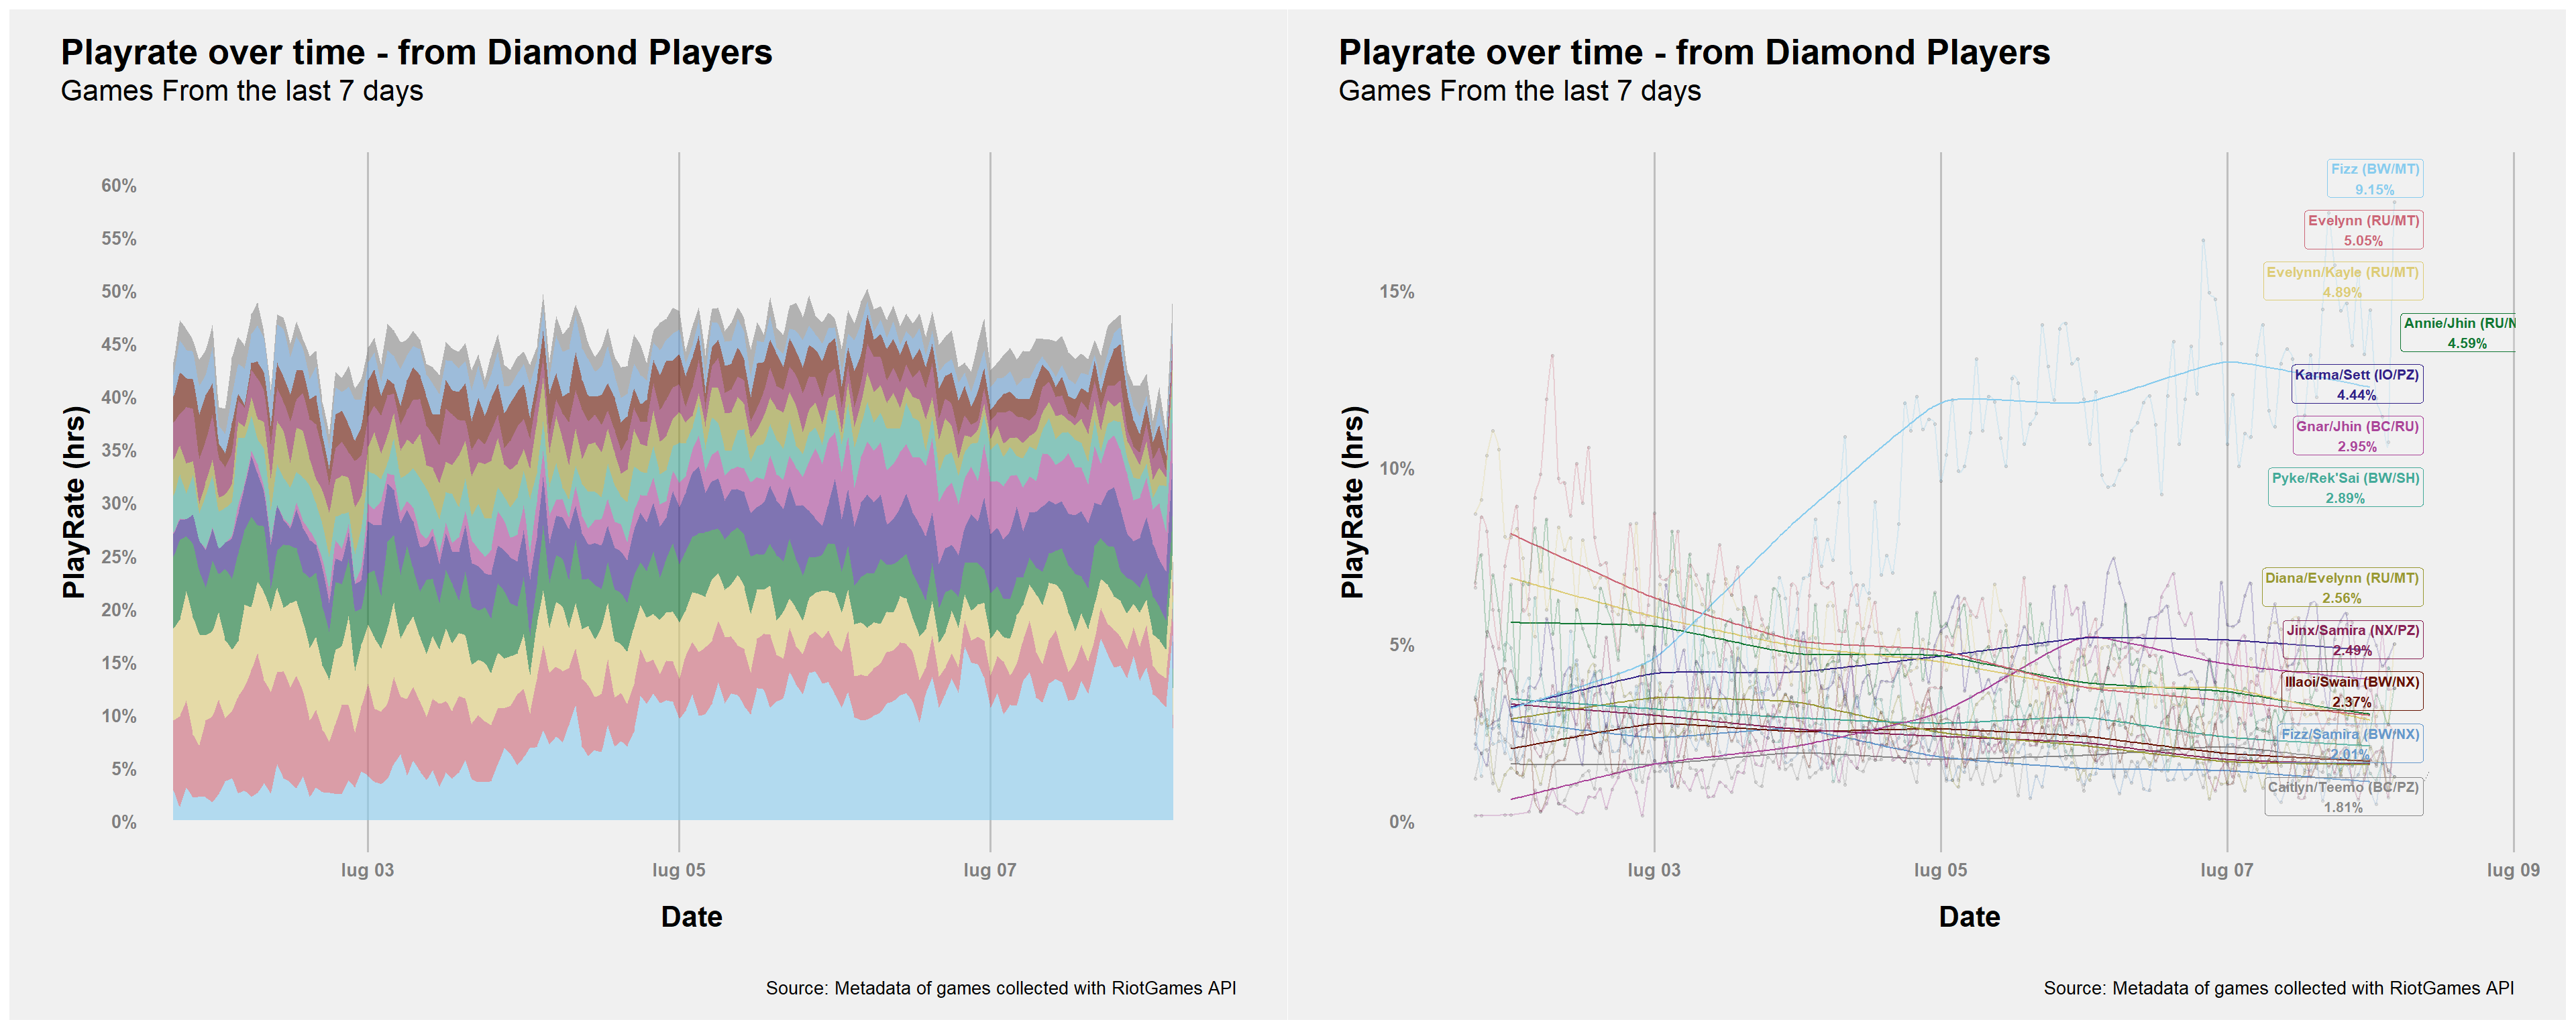 Playrate over time - from Diamond Players
Games From the last 7 days
60%
55%
50%
45%
40%
35%
30%
25%
20%
15%
10%
5%
0%
PlayRate (hrs)
lug 03
lug 05
lug 07
Date
Source: Metadata of games collected with RiotGames API
Playrate over time - from Diamond Players
Games From the last 7 days
15%
10%
5%
0%
PlayRate (hrs)
Fizz (BW/MT)
9.15%
Evelynn (RU/MT)
5.05%
Evelynn/Kayle (RU/MT)
4.89%
Annie/Jhin (RU/N
4.59%
Karma/Sett (IO/PZ)
4.44%
Gnar/Jhin (BC/RU)
2.95%
Pyke/Rek'Sai (BW/SH)
2.89%
Diana/Evelynn (RU/MT)
2.56%
Jinx/Samira (NX/PZ)
2.49%
Illaoi/Swain (BW/NX)
2.37%
Fizz/Samira (BW/NX)
2.01%
Caitlyn/Teemo (BC/PZ)
1.81%
lug 03
lug 05
lug 07
lug 09
Date
Source: Metadata of games collected with RiotGames API